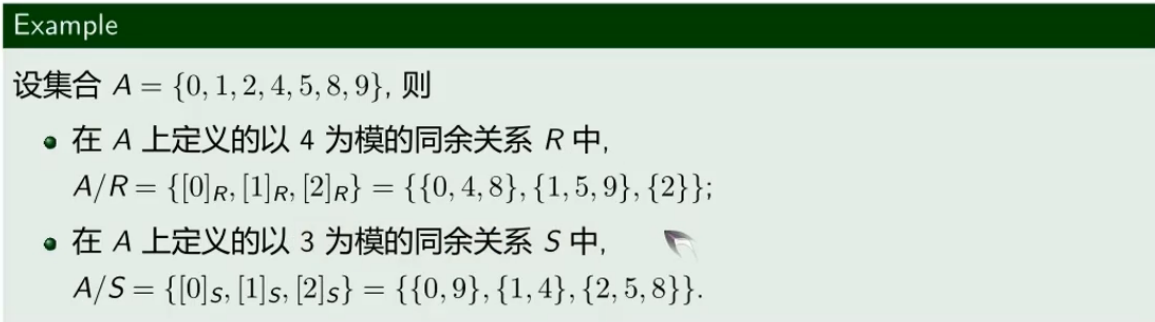 Example
设集合 A = {0, 1, 2, 4, 5, 8, 9}, 则
• 在 A 上定义的以 4 为模的同余关系 R 中,
A/R = {[0]_R, [1]_R, [2]_R} = {{0, 4, 8}, {1, 5, 9}, {2}};
• 在 A 上定义的以 3 为模的同余关系 S 中,
A/S = {[0]_S, [1]_S, [2]_S} = {{0, 9}, {1, 4}, {2, 5, 8}}.